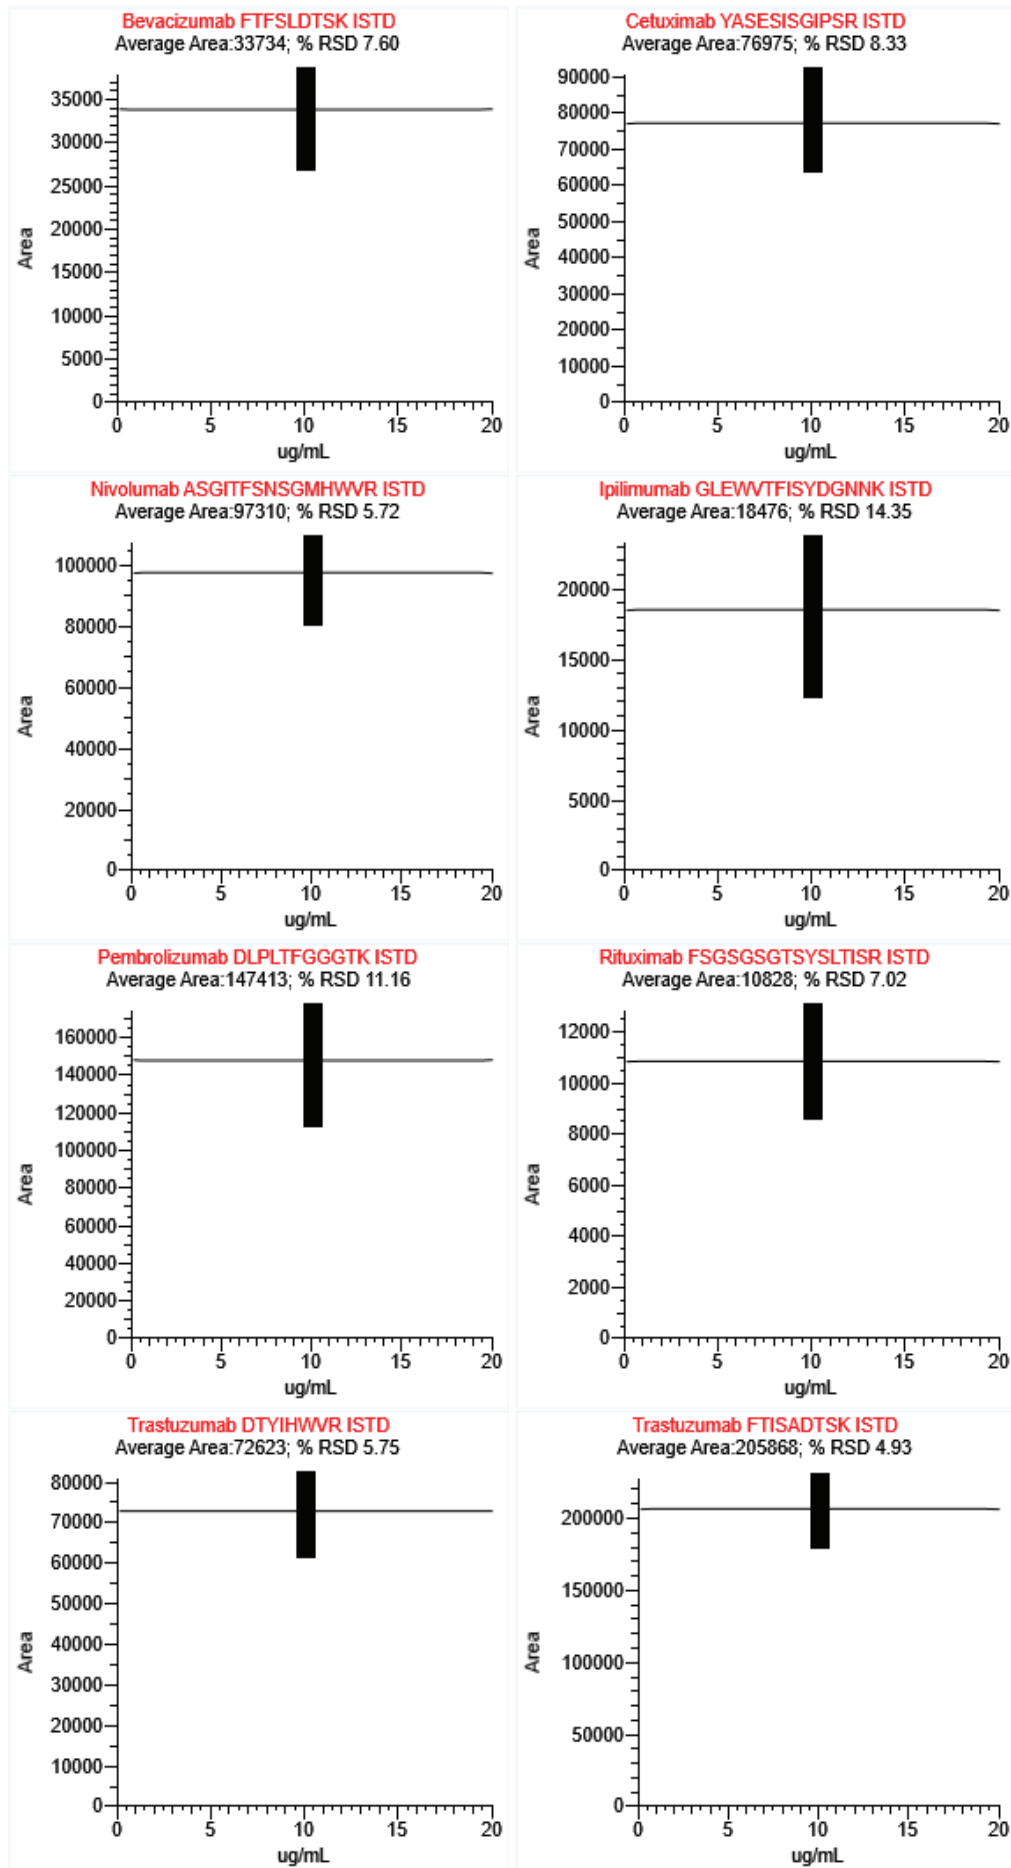 Bevacizumab FTFSLDTSK ISTD
Average Area:33734; % RSD 7.60
35000
30000
25000
20000
15000
10000
5000
0
Area
0 5 10 15 20
ug/mL
Cetuximab YASESISGIPSR ISTD
Average Area:76975; % RSD 8.33
90000
80000
70000
60000
50000
40000
30000
20000
10000
0
Area
0 5 10 15 20
ug/mL
Nivolumab ASGITFSNSGMHWVR ISTD
Average Area:97310; % RSD 5.72
100000
80000
60000
40000
20000
0
Area
0 5 10 15 20
ug/mL
Ipilimumab GLEWVTFISYDGNNK ISTD
Average Area:18476; % RSD 14.35
20000
15000
10000
5000
0
Area
0 5 10 15 20
ug/mL
Pembrolizumab DLPLTFGGGTK ISTD
Average Area:147413; % RSD 11.16
160000
140000
120000
100000
80000
60000
40000
20000
0
Area
0 5 10 15 20
ug/mL
Rituximab FSGSGSGTSYSLTISR ISTD
Average Area:10828; % RSD 7.02
12000
10000
8000
6000
4000
2000
0
Area
0 5 10 15 20
ug/mL
Trastuzumab DTYIHWVR ISTD
Average Area:72623; % RSD 5.75
80000
70000
60000
50000
40000
30000
20000
10000
0
Area
0 5 10 15 20
ug/mL
Trastuzumab FTISADTSK ISTD
Average Area:205868; % RSD 4.93
200000
150000
100000
50000
0
Area
0 5 10 15 20
ug/mL